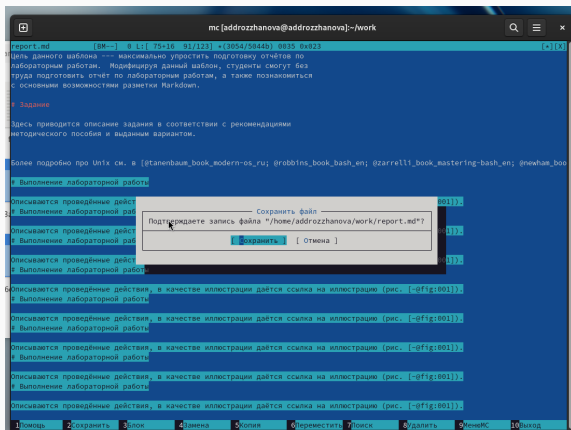 mc [addrozzhanova@addrozzhanova]:~/work
report.md [BM--] 0 L:[ 75+16 91/123] *(3054/5844b) 0035 0x023 [*][X]
Цель данного шаблона --- максимально упростить подготовку отчётов по
лабораторным работам. Модифицируя данный шаблон, студенты смогут без
труда подготовить отчёт по лабораторным работам, а также познакомиться
с основными возможностями разметки Markdown.
# Задание
Здесь приводится описание задания в соответствии с рекомендациями
методического пособия и выданным вариантом.
Более подробно про Unix см. в [@tanenbaum_book_modern-os_ru; @robbins_book_bash_en; @zarrelli_book_mastering-bash_en; @newham_boo
# Выполнение лабораторной работы
Описываются проведённые дейст 001]).
# Выполнение лабораторной раб
Сохранить файл
Подтверждаете запись файла "/home/addrozzhanova/work/report.md"?
[ Сохранить ] [ Отмена ]
Описываются проведённые дейст 01]).
# Выполнение лабораторной раб
Описываются проведённые дейст 01]).
# Выполнение лабораторной работы
Описываются проведённые действия, в качестве иллюстрации даётся ссылка на иллюстрацию (рис. [-@fig:001]).
# Выполнение лабораторной работы
Описываются проведённые действия, в качестве иллюстрации даётся ссылка на иллюстрацию (рис. [-@fig:001]).
# Выполнение лабораторной работы
Описываются проведённые действия, в качестве иллюстрации даётся ссылка на иллюстрацию (рис. [-@fig:001]).
# Выполнение лабораторной работы
Описываются проведённые действия, в качестве иллюстрации даётся ссылка на иллюстрацию (рис. [-@fig:001]).
# Выполнение лабораторной работы
Описываются проведённые действия, в качестве иллюстрации даётся ссылка на иллюстрацию (рис. [-@fig:001]).
1Помощь 2Сохранить 3Блок 4Замена 5Копия 6Переместить 7Поиск 8Удалить 9МенюMC 10Выход